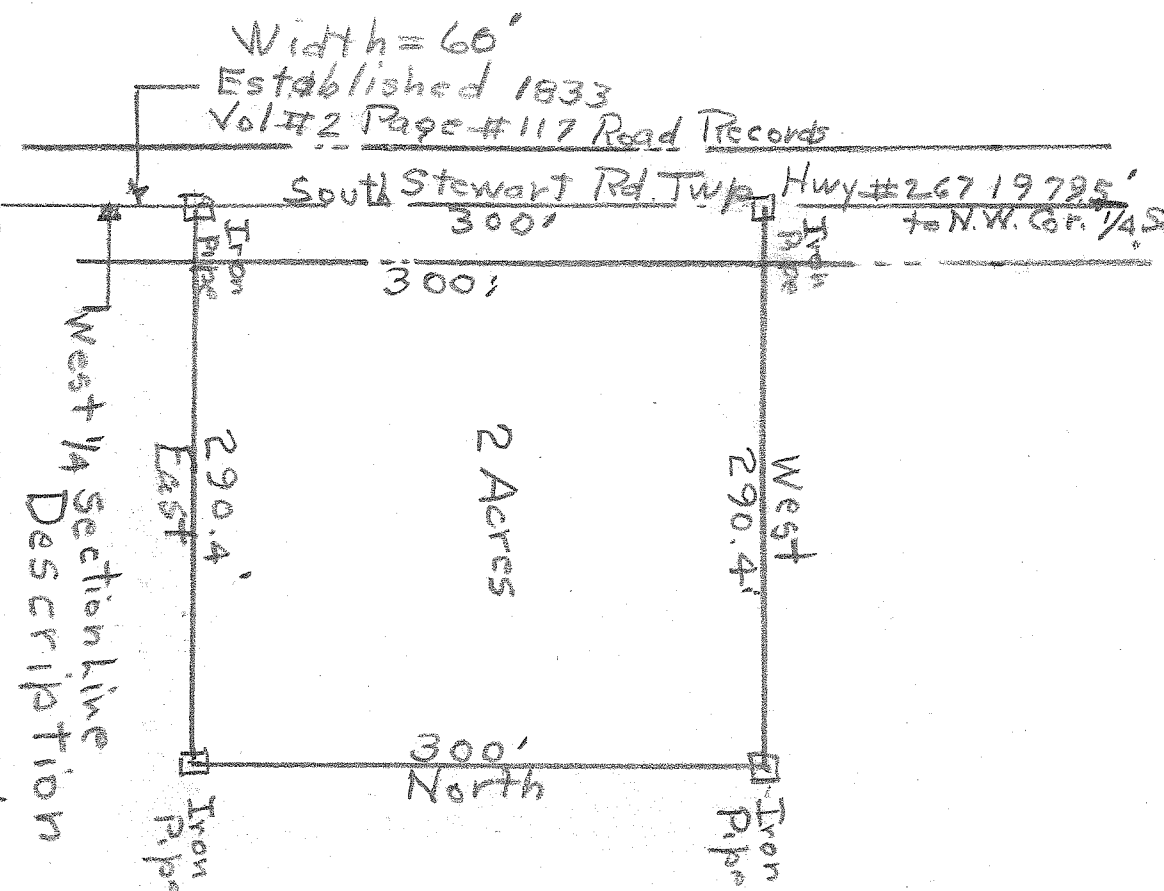 Width = 60'
Established 1833
Vol #2 Page #117 Road Records
South Stewart Rd. Twp Hwy #267
300'
to N.W. Cor. 1/4 S
300'
Iron Pipe
Iron Pipe
West 1/4 Section Line
Description
290.4'
East
2 Acres
West
290.4'
300'
North
Iron Pipe
Iron Pipe